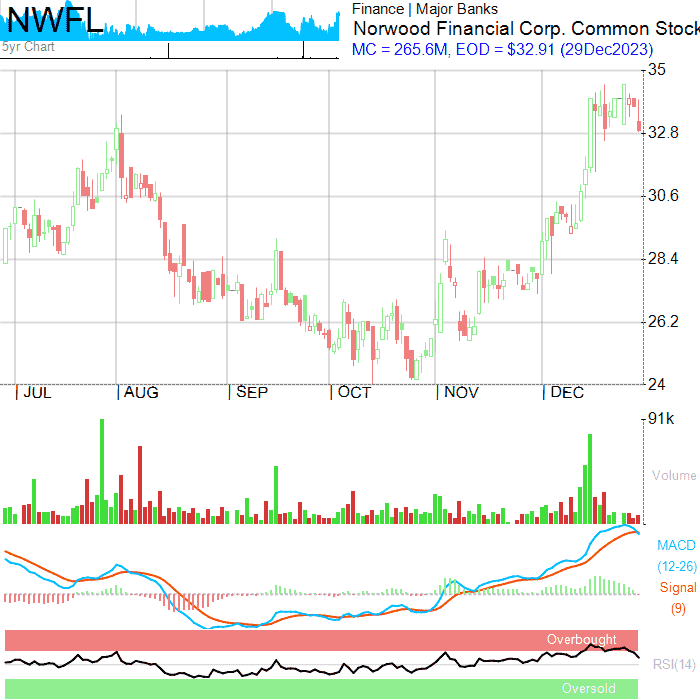 NWFL
5yr Chart
Finance | Major Banks
Norwood Financial Corp. Common Stock
MC = 265.6M, EOD = $32.91 (29Dec2023)
35
32.8
30.6
28.4
26.2
24
JUL AUG SEP OCT NOV DEC
91k
Volume
MACD
(12-26)
Signal
(9)
Overbought
RSI(14)
Oversold